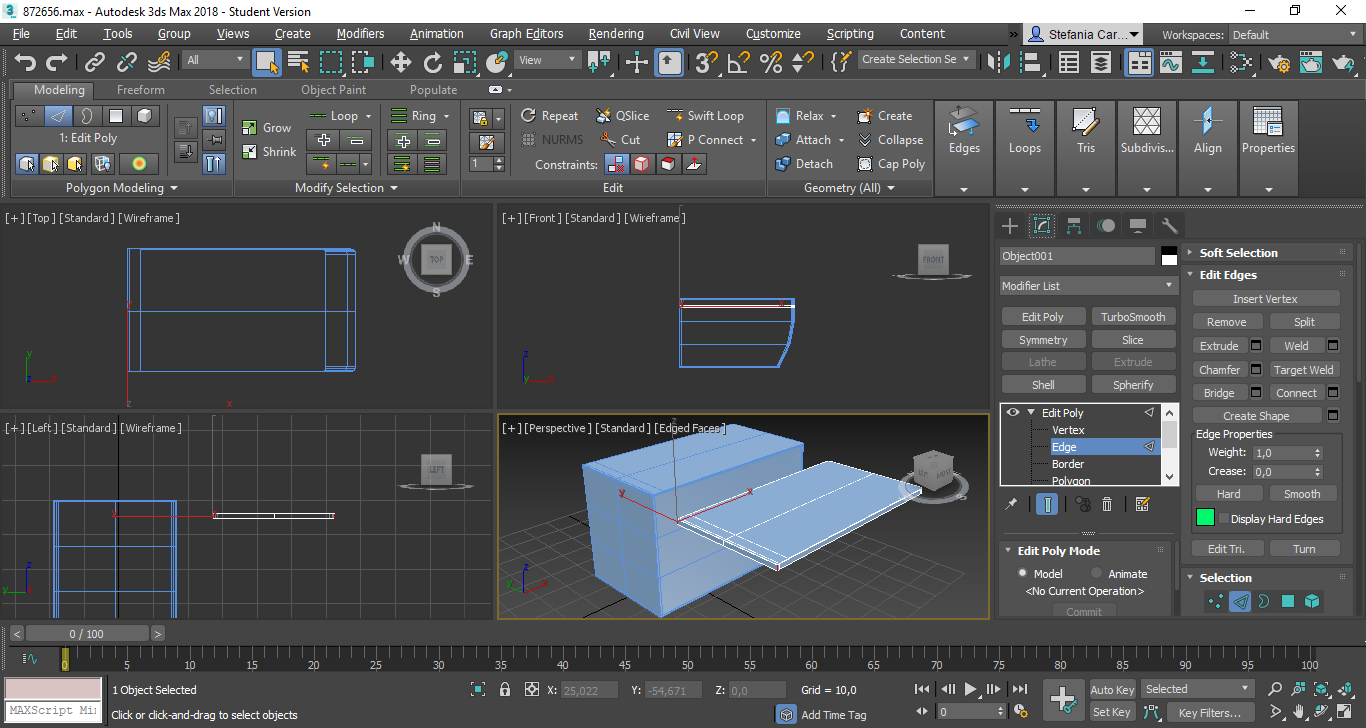 872656.max - Autodesk 3ds Max 2018 - Student Version
File Edit Tools Group Views Create Modifiers Animation Graph Editors Rendering Civil View Customize Scripting Content » Stefania Car... Workspaces: Default
All View Create Selection Se
Modeling Freeform Selection Object Paint Populate
1: Edit Poly
Polygon Modeling
Grow
Shrink
Loop Ring
Modify Selection
1
Repeat QSlice Swift Loop
NURMS Cut P Connect
Constraints:
Edit
Relax Create
Attach Collapse
Detach Cap Poly
Geometry (All)
Edges Loops Tris Subdivis... Align Properties
[+] [Top] [Standard] [Wireframe]
N
W TOP E
S
y
z x
[+] [Front] [Standard] [Wireframe]
FRONT
z
y x
[+] [Left] [Standard] [Wireframe]
LEFT
z
y
[+] [Perspective] [Standard] [Edged Faces]
z
y x
Object001
Modifier List
Edit Poly TurboSmooth
Symmetry Slice
Lathe Extrude
Shell Spherify
Edit Poly
Vertex
Edge
Border
Polygon
Edit Poly Mode
Model Animate
<No Current Operation>
Commit
Soft Selection
Edit Edges
Insert Vertex
Remove Split
Extrude Weld
Chamfer Target Weld
Bridge Connect
Create Shape
Edge Properties
Weight: 1,0
Crease: 0,0
Hard Smooth
Display Hard Edges
Edit Tri. Turn
Selection
< 0 / 100 >
0 5 10 15 20 25 30 35 40 45 50 55 60 65 70 75 80 85 90 95 100
MAXScript Mi
1 Object Selected
Click or click-and-drag to select objects
X: 25,022 Y: -54,671 Z: 0,0 Grid = 10,0
Add Time Tag
0
Auto Key Selected
Set Key Key Filters...